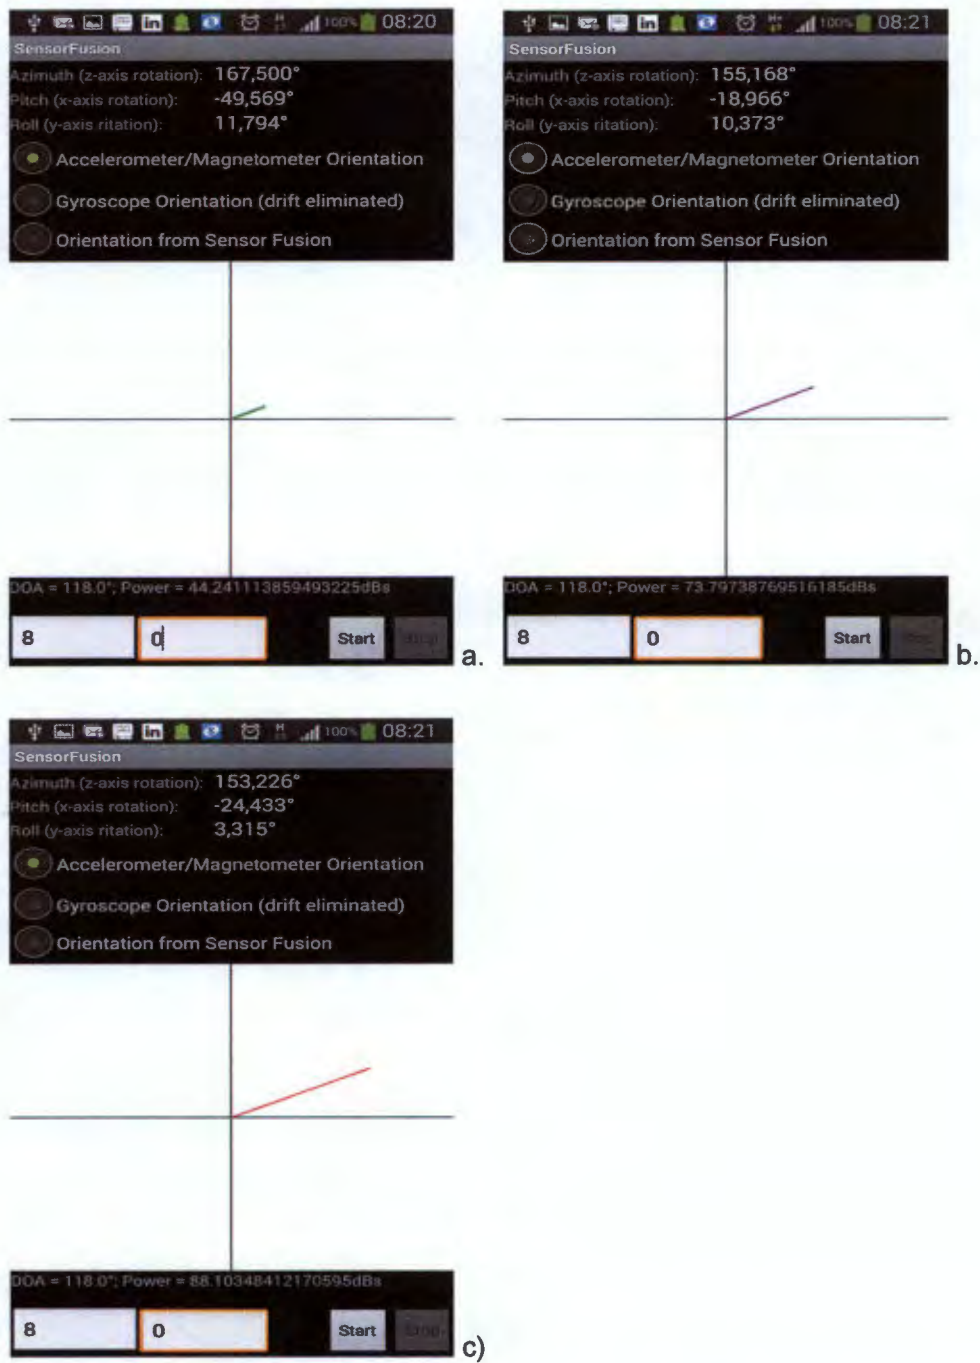 100% 08:20
SensorFusion
Azimuth (z-axis rotation): 167,500°
Pitch (x-axis rotation): -49,569°
Roll (y-axis ritation): 11,794°
Accelerometer/Magnetometer Orientation
Gyroscope Orientation (drift eliminated)
Orientation from Sensor Fusion
DOA = 118.0°; Power = 44.241113859493225dBs
8 0 Start Stop
a.
100% 08:21
SensorFusion
Azimuth (z-axis rotation): 155,168°
Pitch (x-axis rotation): -18,966°
Roll (y-axis ritation): 10,373°
Accelerometer/Magnetometer Orientation
Gyroscope Orientation (drift eliminated)
Orientation from Sensor Fusion
DOA = 118.0°; Power = 73.79738769516185dBs
8 0 Start
b.
in H 100% 08:21
SensorFusion
Azimuth (z-axis rotation): 153,226°
Pitch (x-axis rotation): -24,433°
Roll (y-axis ritation): 3,315°
Accelerometer/Magnetometer Orientation
Gyroscope Orientation (drift eliminated)
Orientation from Sensor Fusion
DOA = 118.0°; Power = 88.10348412170595dBs
8 0 Start Stop
c)